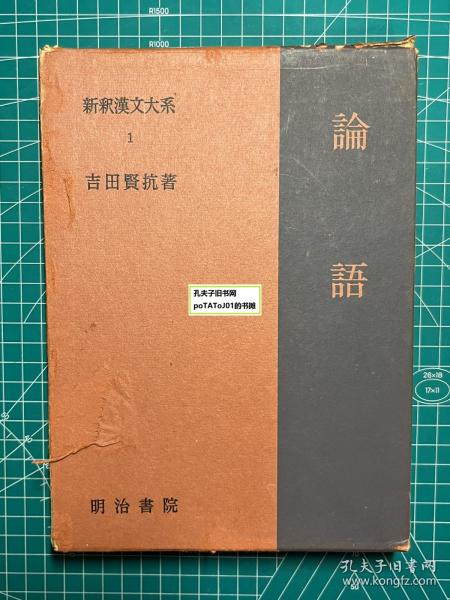 新釈漢文大系
1
吉田賢抗著
論語
明治書院
孔夫子旧书网
poTAToJ01的书摊
R1500
R1000
26×18
17×11
孔夫子旧书网
www.kongfz.com